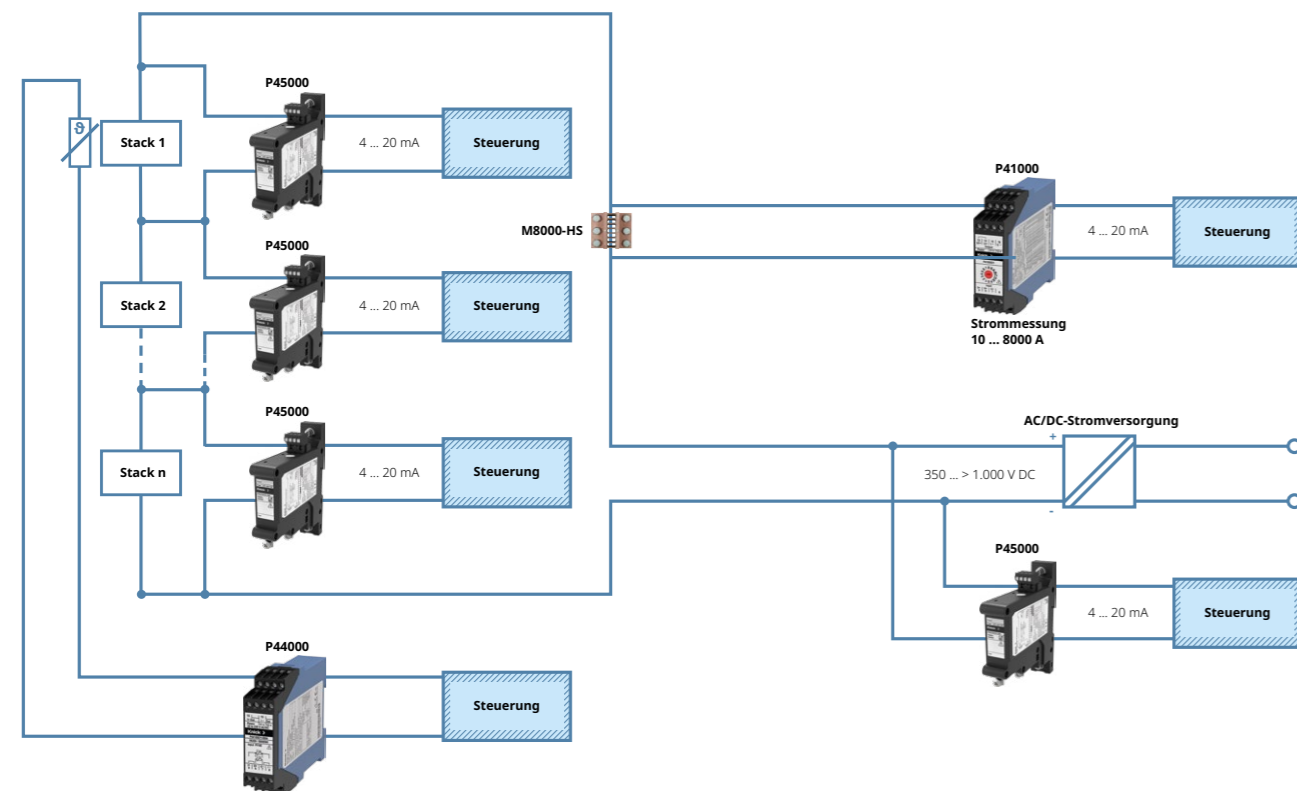 P45000
ϑ
Stack 1
4 ... 20 mA
Steuerung
P41000
M8000-HS
4 ... 20 mA
Steuerung
P45000
Stack 2
4 ... 20 mA
Steuerung
Strommessung
10 ... 8000 A
P45000
Stack n
4 ... 20 mA
Steuerung
AC/DC-Stromversorgung
+
350 ... > 1.000 V DC
-
P45000
4 ... 20 mA
Steuerung
P44000
Steuerung
Knick >